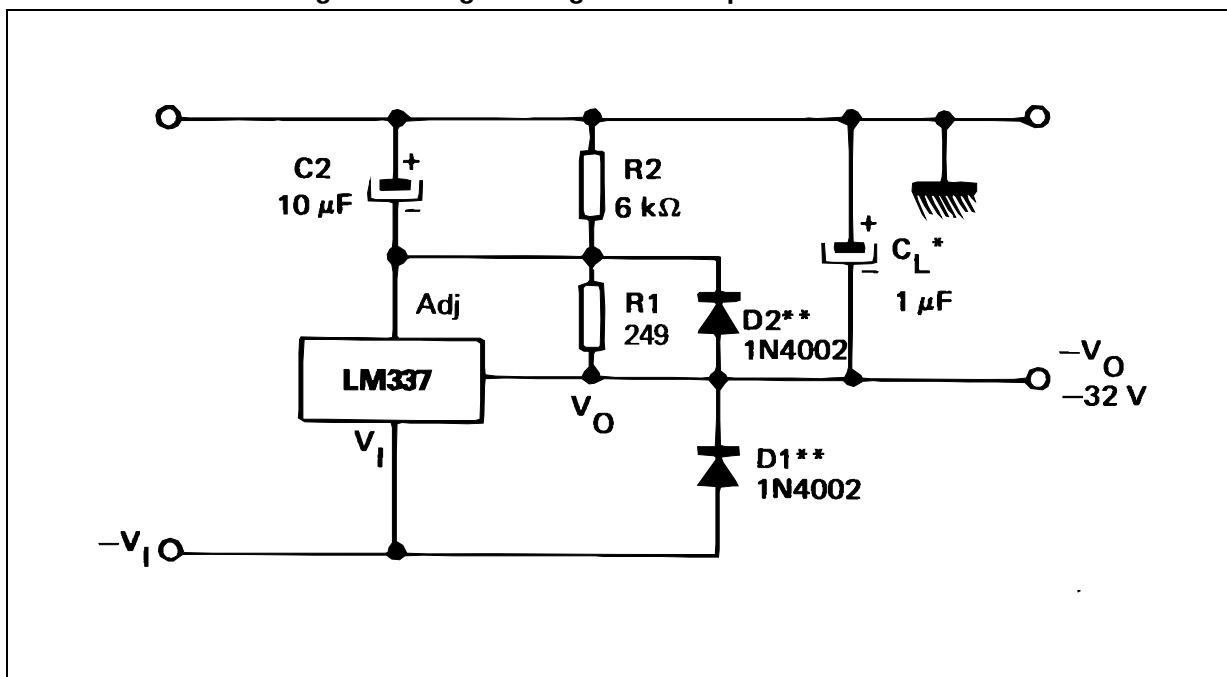 C2
10 μF
+
−
R2
6 kΩ
+
−
C_L*
1 μF
Adj
R1
249
D2**
1N4002
LM337
V_O
−V_O
−32 V
V_I
D1**
1N4002
−V_I